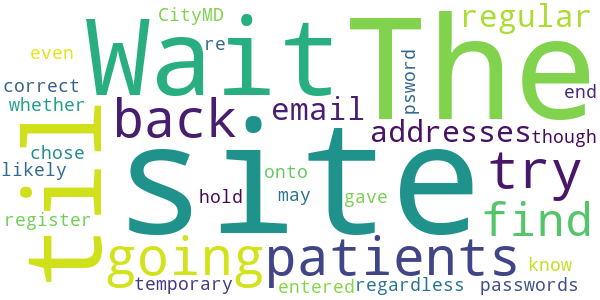 CityMD
regular
Wait
The
even
re
psword
correct
end
whether
back
email
addresses
though
til
chose
site
try
likely
onto
hold
may
gave
find
register
going
patients
know
temporary
entered
regardless
passwords